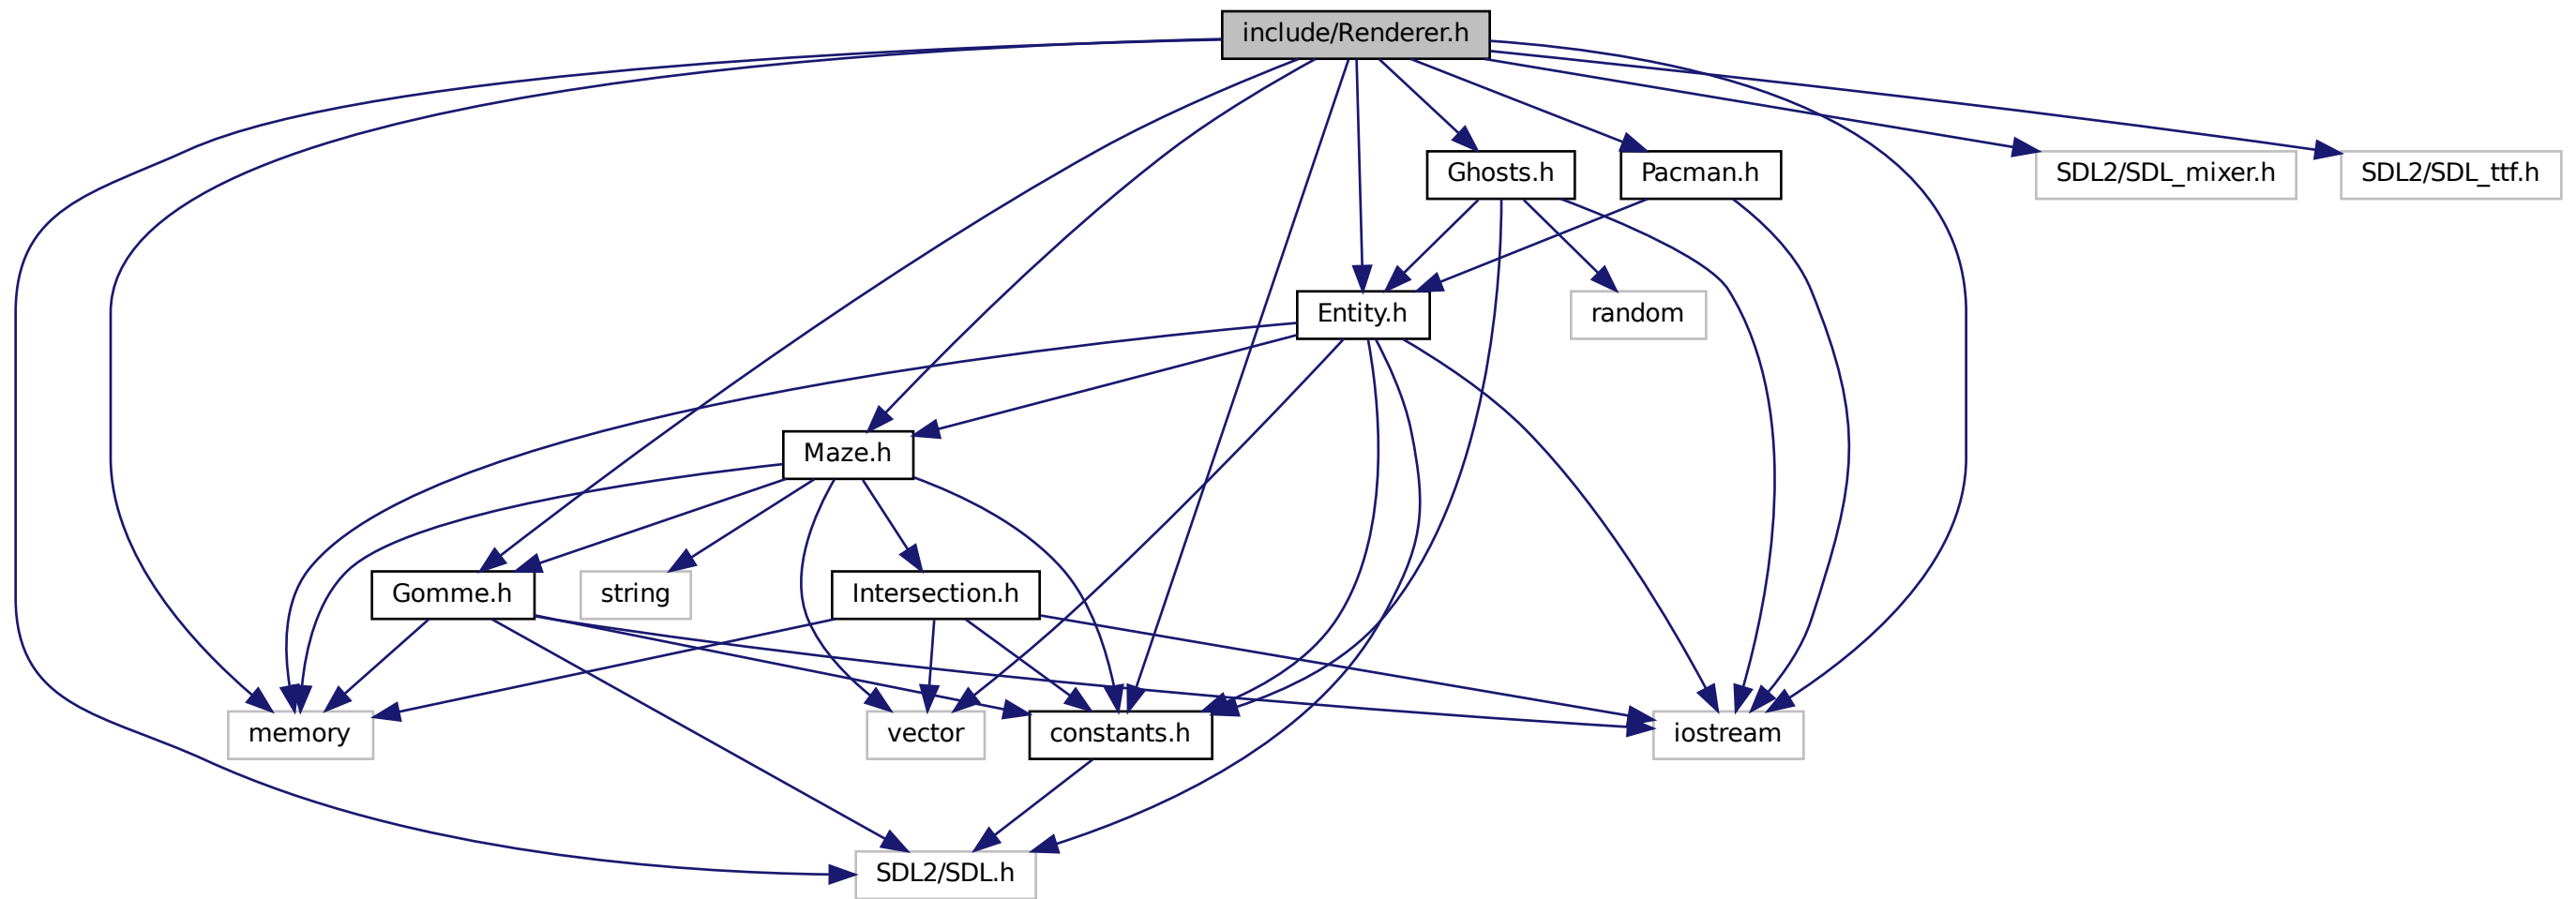 include/Renderer.h
Ghosts.h
Pacman.h
SDL2/SDL_mixer.h
SDL2/SDL_ttf.h
Entity.h
random
Maze.h
Gomme.h
string
Intersection.h
memory
vector
constants.h
iostream
SDL2/SDL.h